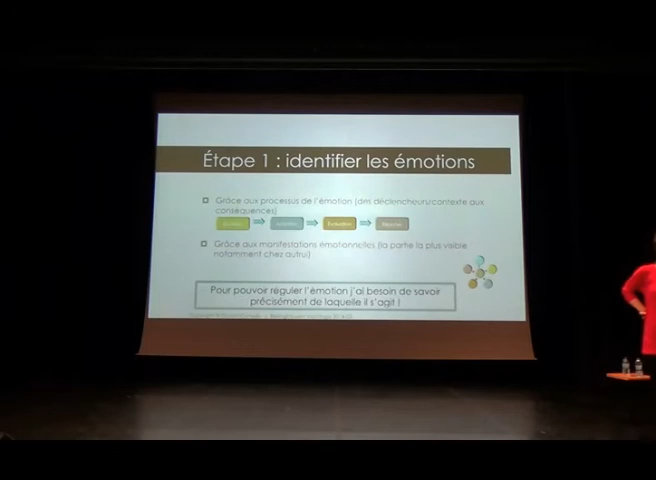 Étape 1 : identifier les émotions
Grâce aux processus de l'émotion (des déclencheurs/contexte aux
conséquences)
Grâce aux manifestations émotionnelles (la partie la plus visible
notamment chez autrui)
Pour pouvoir réguler l'émotion j'ai besoin de savoir
précisément de laquelle il s'agit !